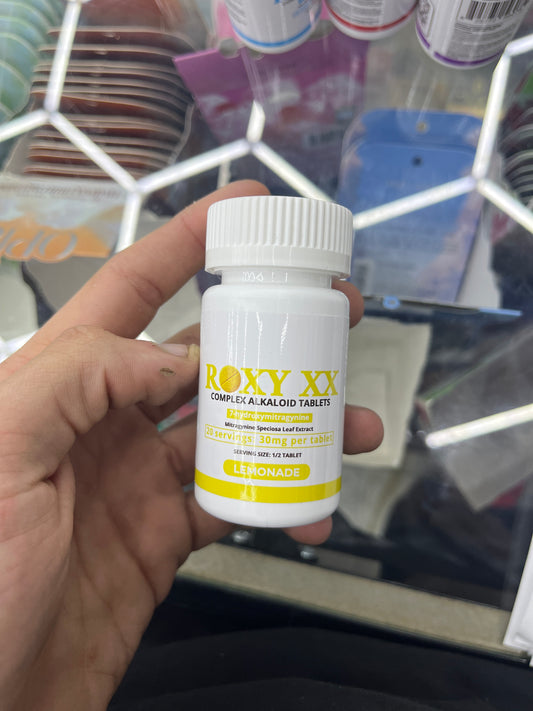 ROXY XX
COMPLEX ALKALOID TABLETS
7-hydroxymitragynine
Mitragynine Speciosa Leaf Extract
servings 30mg per tablet
SERVING SIZE: 1/2 TABLET
LEMONADE